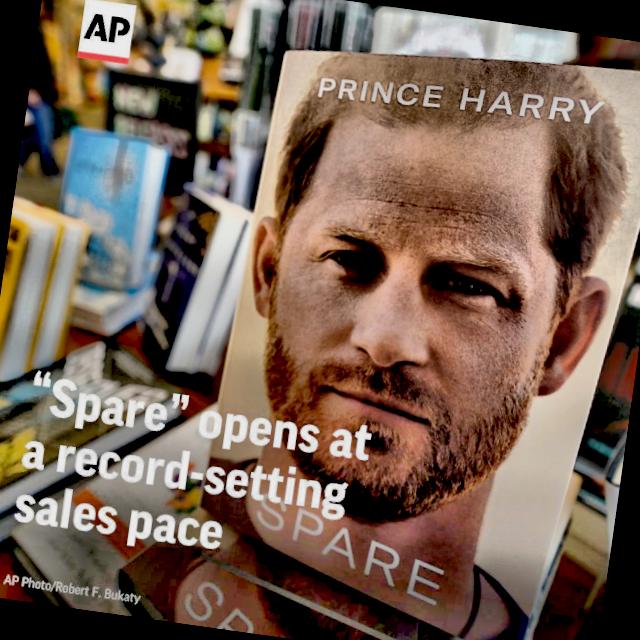 AP
PRINCE HARRY
"Spare" opens at
a record-setting
sales pace
SPARE
AP Photo/Robert F. Bukaty